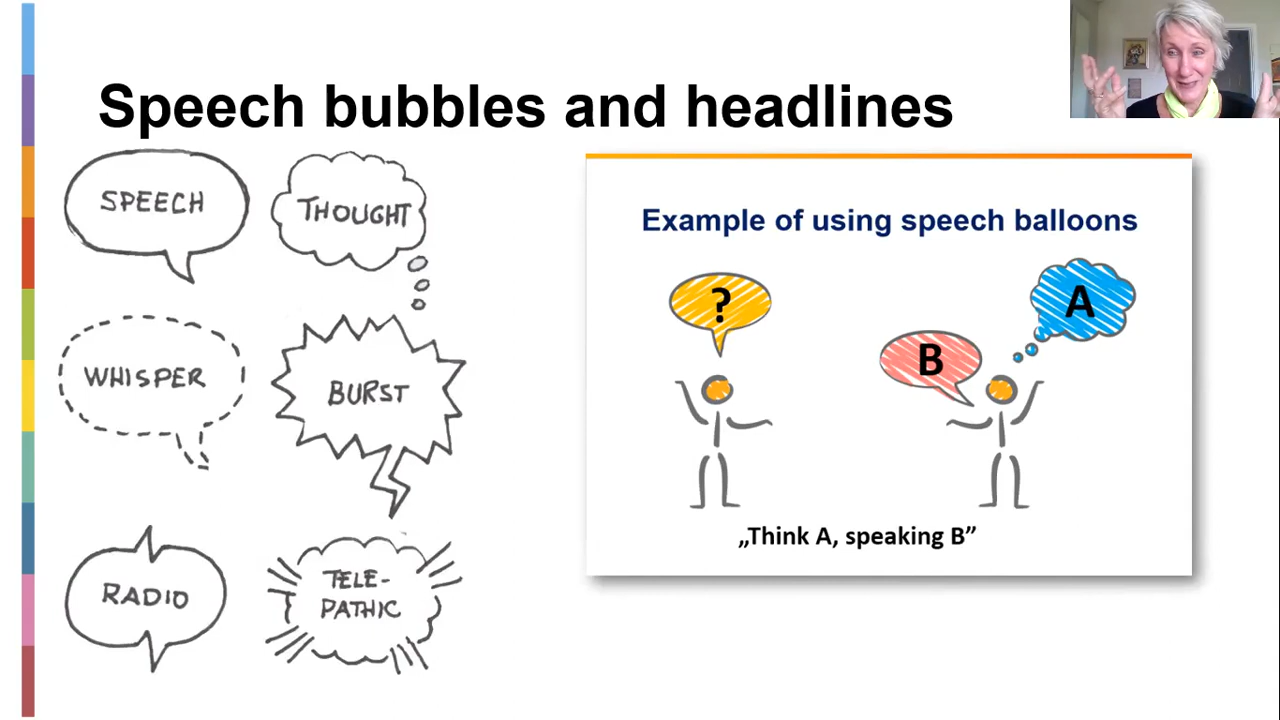 Speech bubbles and headlines
SPEECH
THOUGHT
WHISPER
BURST
RADIO
TELE-
PATHIC
Example of using speech balloons
?
A
B
„Think A, speaking B”